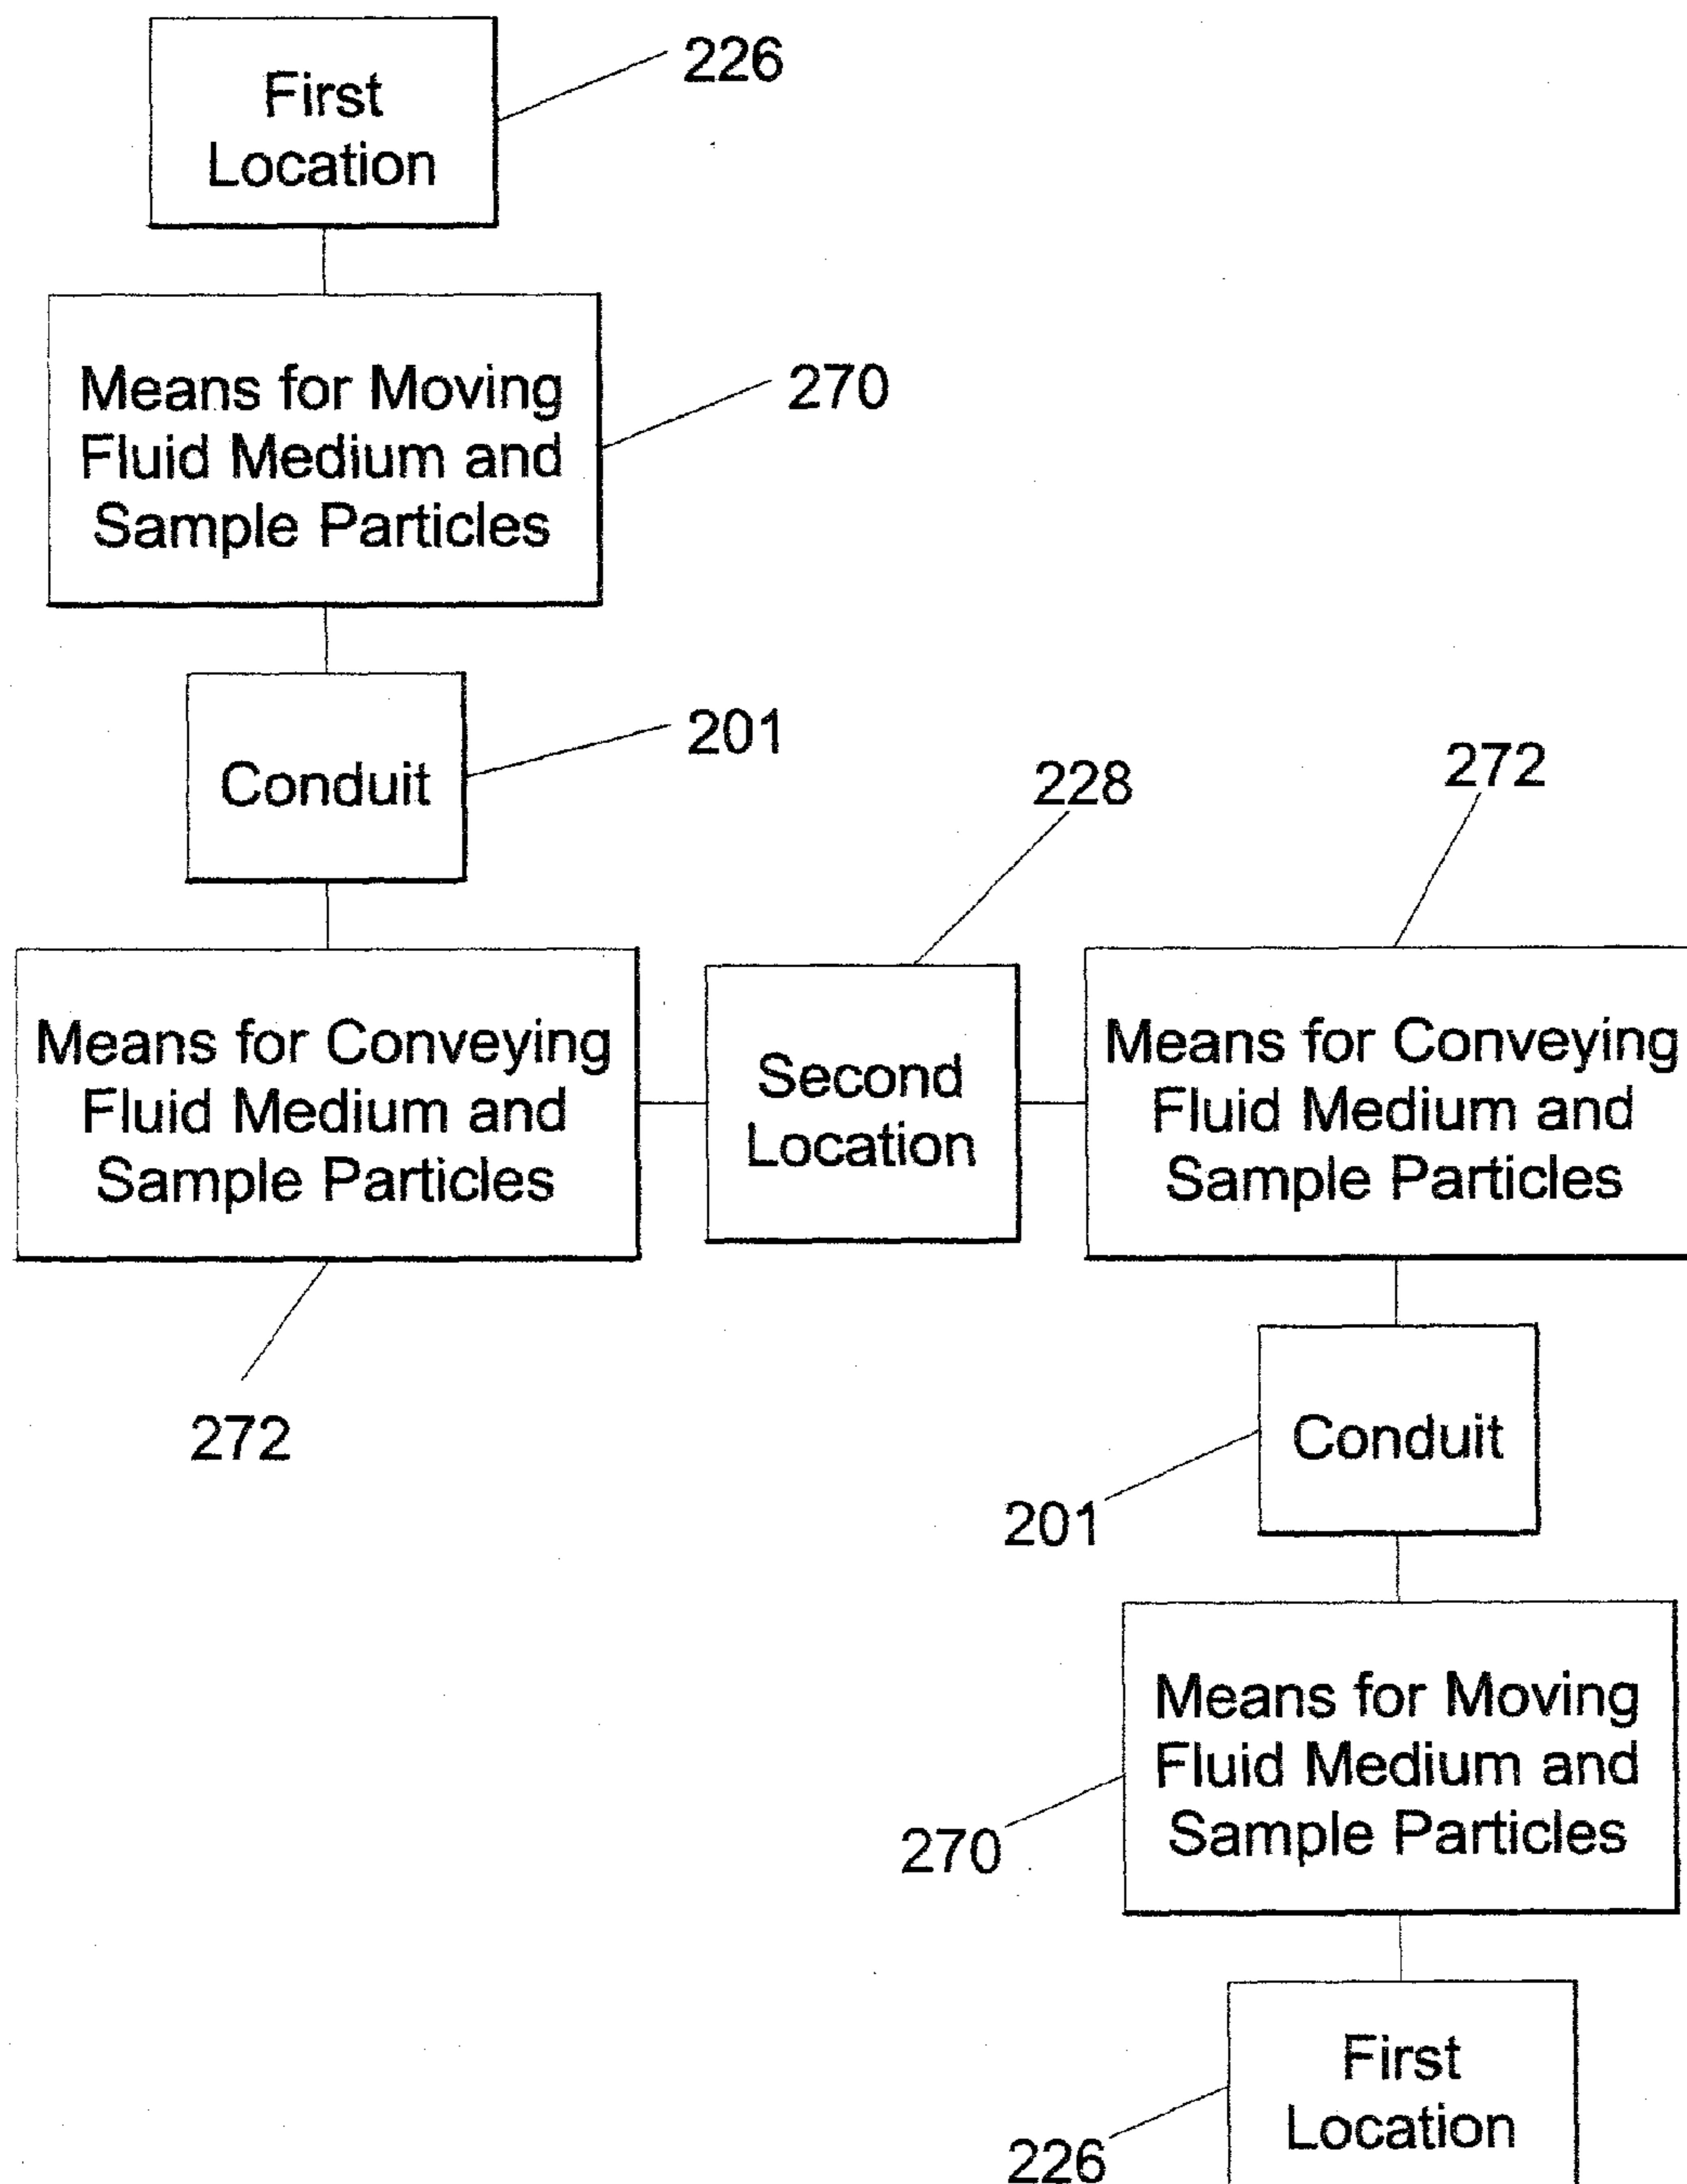 First
Location
226
Means for Moving
Fluid Medium and
Sample Particles
270
Conduit
201
228
272
Means for Conveying
Fluid Medium and
Sample Particles
Second
Location
Means for Conveying
Fluid Medium and
Sample Particles
272
Conduit
201
Means for Moving
Fluid Medium and
Sample Particles
270
First
Location
226